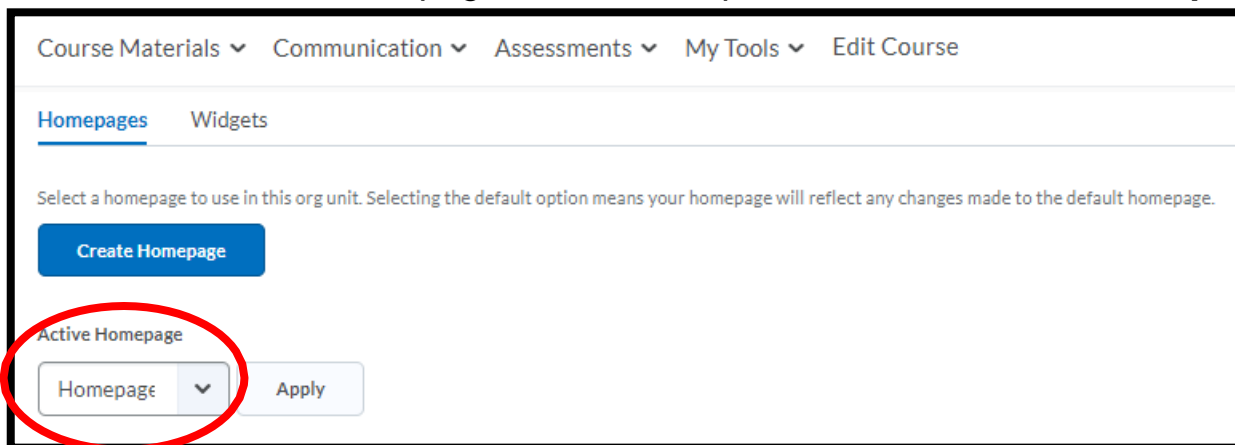 Course Materials Communication Assessments My Tools Edit Course
Homepages Widgets
Select a homepage to use in this org unit. Selecting the default option means your homepage will reflect any changes made to the default homepage.
Create Homepage
Active Homepage
Homepage Apply